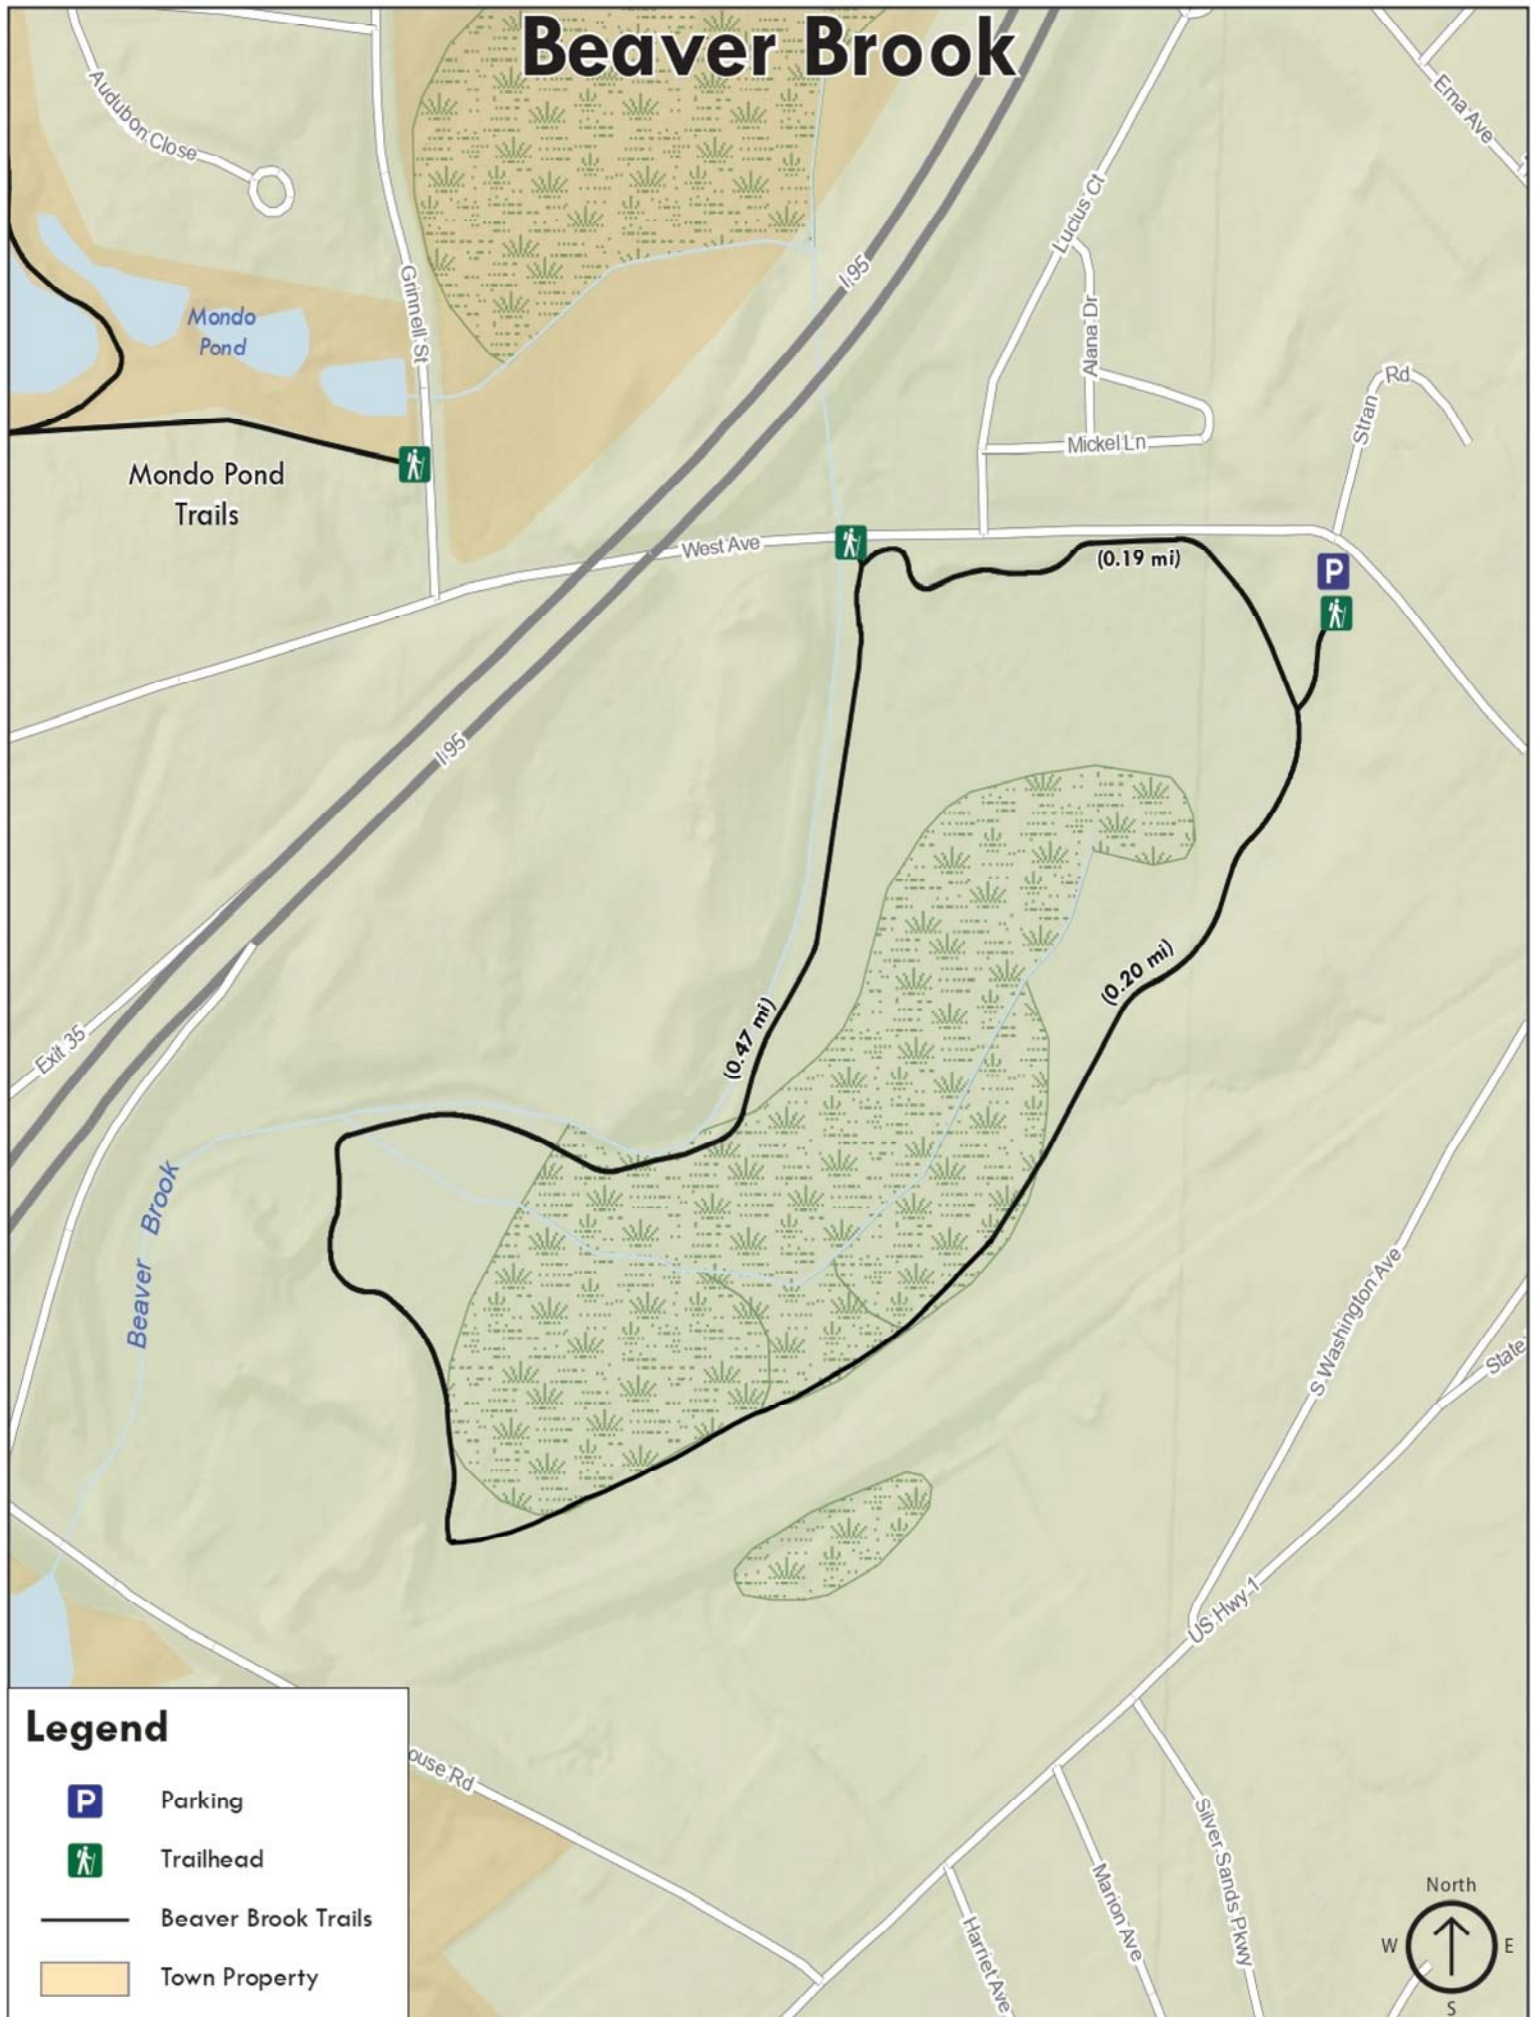 Beaver Brook
Audubon Close
Erna Ave
Lucius Ct
I 95
Grinnell St
Mondo
Pond
Alana Dr
Stran Rd
Mickel Ln
Mondo Pond
Trails
West Ave
(0.19 mi)
P
I 95
(0.20 mi)
(0.47 mi)
Exit 35
Beaver Brook
S Washington Ave
State
US Hwy 1
ouse Rd
Silver Sands Pkwy
Marion Ave
Harriet Ave
Legend
P Parking
Trailhead
Beaver Brook Trails
Town Property
North
W E
S